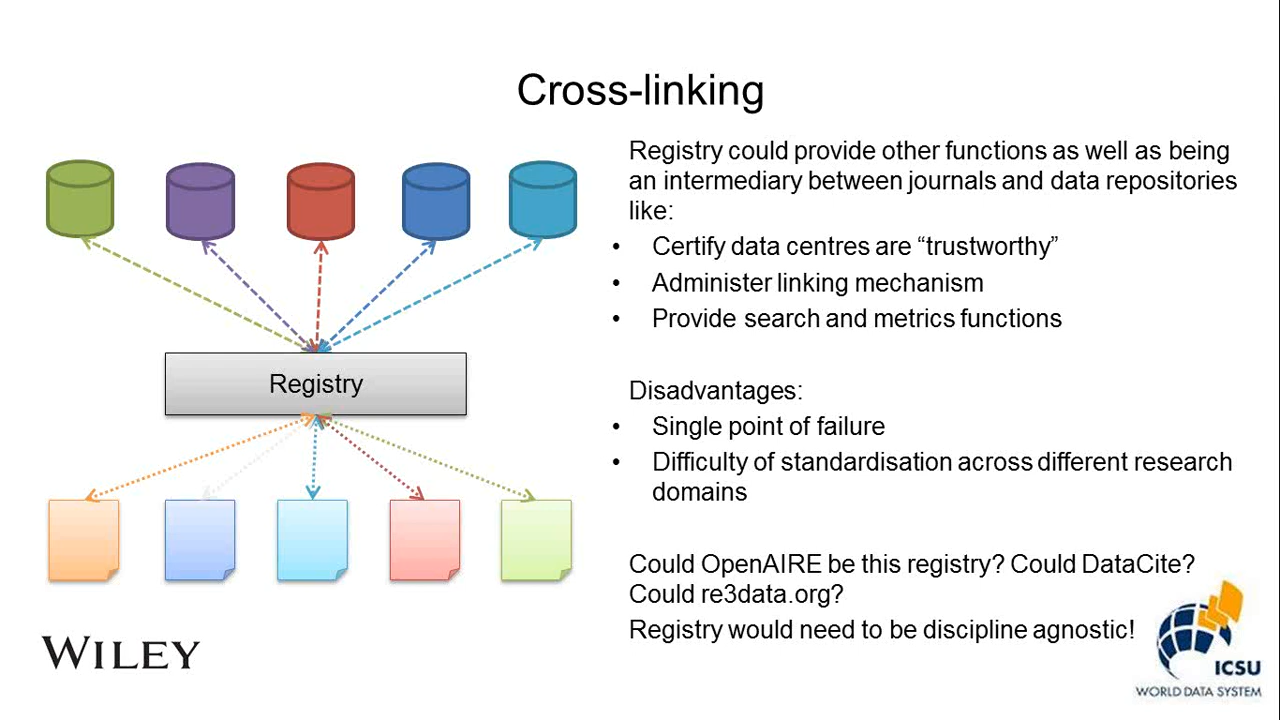 Cross-linking
Registry could provide other functions as well as being
an intermediary between journals and data repositories
like:
• Certify data centres are “trustworthy”
• Administer linking mechanism
• Provide search and metrics functions
Disadvantages:
• Single point of failure
• Difficulty of standardisation across different research
domains
Could OpenAIRE be this registry? Could DataCite?
Could re3data.org?
Registry would need to be discipline agnostic!
Registry
WILEY
ICSU
WORLD DATA SYSTEM